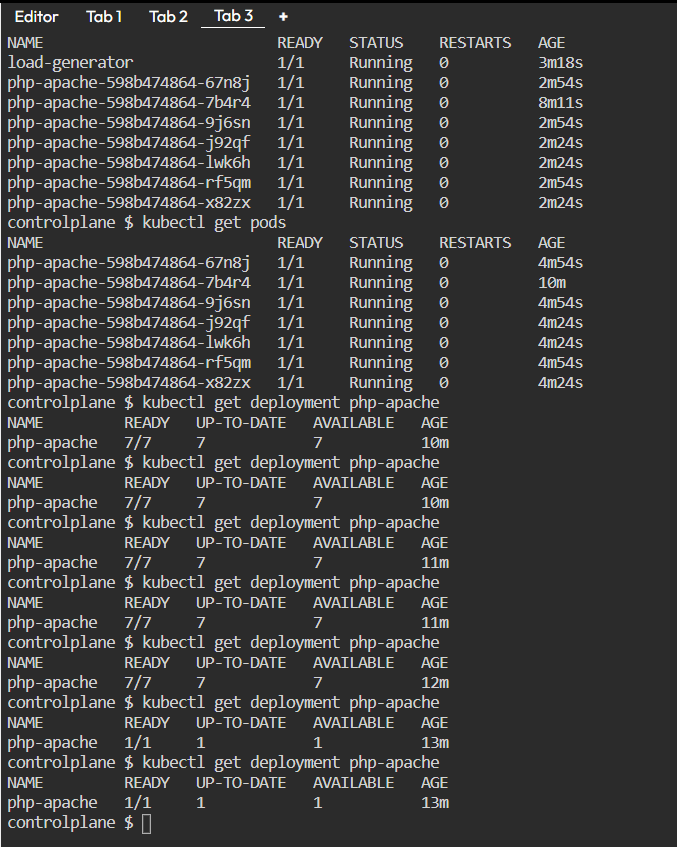 Editor Tab 1 Tab 2 Tab 3 +
NAME READY STATUS RESTARTS AGE
load-generator 1/1 Running 0 3m18s
php-apache-598b474864-67n8j 1/1 Running 0 2m54s
php-apache-598b474864-7b4r4 1/1 Running 0 8m11s
php-apache-598b474864-9j6sn 1/1 Running 0 2m54s
php-apache-598b474864-j92qf 1/1 Running 0 2m24s
php-apache-598b474864-lwk6h 1/1 Running 0 2m24s
php-apache-598b474864-rf5qm 1/1 Running 0 2m54s
php-apache-598b474864-x82zx 1/1 Running 0 2m24s
controlplane $ kubectl get pods
NAME READY STATUS RESTARTS AGE
php-apache-598b474864-67n8j 1/1 Running 0 4m54s
php-apache-598b474864-7b4r4 1/1 Running 0 10m
php-apache-598b474864-9j6sn 1/1 Running 0 4m54s
php-apache-598b474864-j92qf 1/1 Running 0 4m24s
php-apache-598b474864-lwk6h 1/1 Running 0 4m24s
php-apache-598b474864-rf5qm 1/1 Running 0 4m54s
php-apache-598b474864-x82zx 1/1 Running 0 4m24s
controlplane $ kubectl get deployment php-apache
NAME READY UP-TO-DATE AVAILABLE AGE
php-apache 7/7 7 7 10m
controlplane $ kubectl get deployment php-apache
NAME READY UP-TO-DATE AVAILABLE AGE
php-apache 7/7 7 7 10m
controlplane $ kubectl get deployment php-apache
NAME READY UP-TO-DATE AVAILABLE AGE
php-apache 7/7 7 7 11m
controlplane $ kubectl get deployment php-apache
NAME READY UP-TO-DATE AVAILABLE AGE
php-apache 7/7 7 7 11m
controlplane $ kubectl get deployment php-apache
NAME READY UP-TO-DATE AVAILABLE AGE
php-apache 7/7 7 7 12m
controlplane $ kubectl get deployment php-apache
NAME READY UP-TO-DATE AVAILABLE AGE
php-apache 1/1 1 1 13m
controlplane $ kubectl get deployment php-apache
NAME READY UP-TO-DATE AVAILABLE AGE
php-apache 1/1 1 1 13m
controlplane $